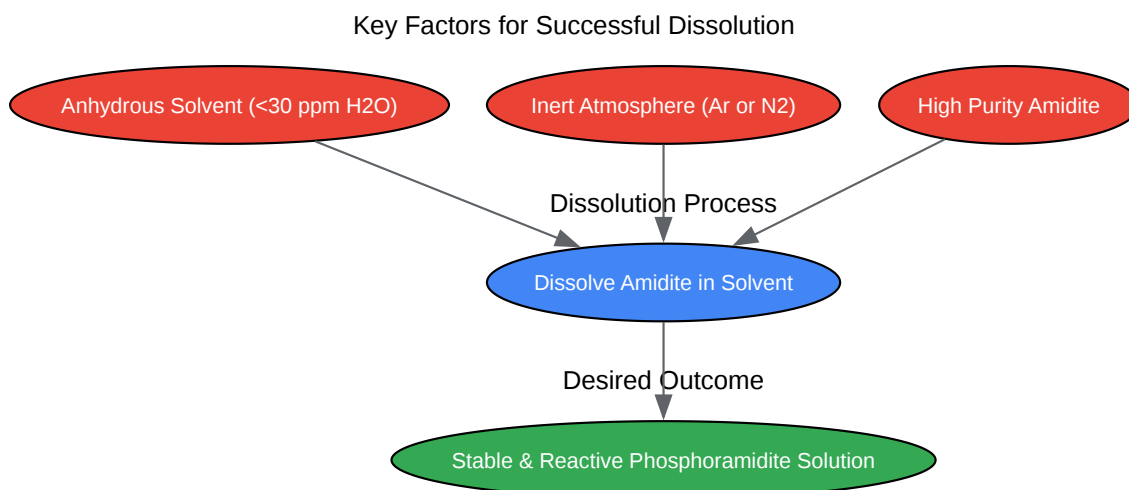 Key Factors for Successful Dissolution
Anhydrous Solvent (<30 ppm H2O)
Inert Atmosphere (Ar or N2)
High Purity Amidite
Dissolution Process
Dissolve Amidite in Solvent
Desired Outcome
Stable & Reactive Phosphoramidite Solution